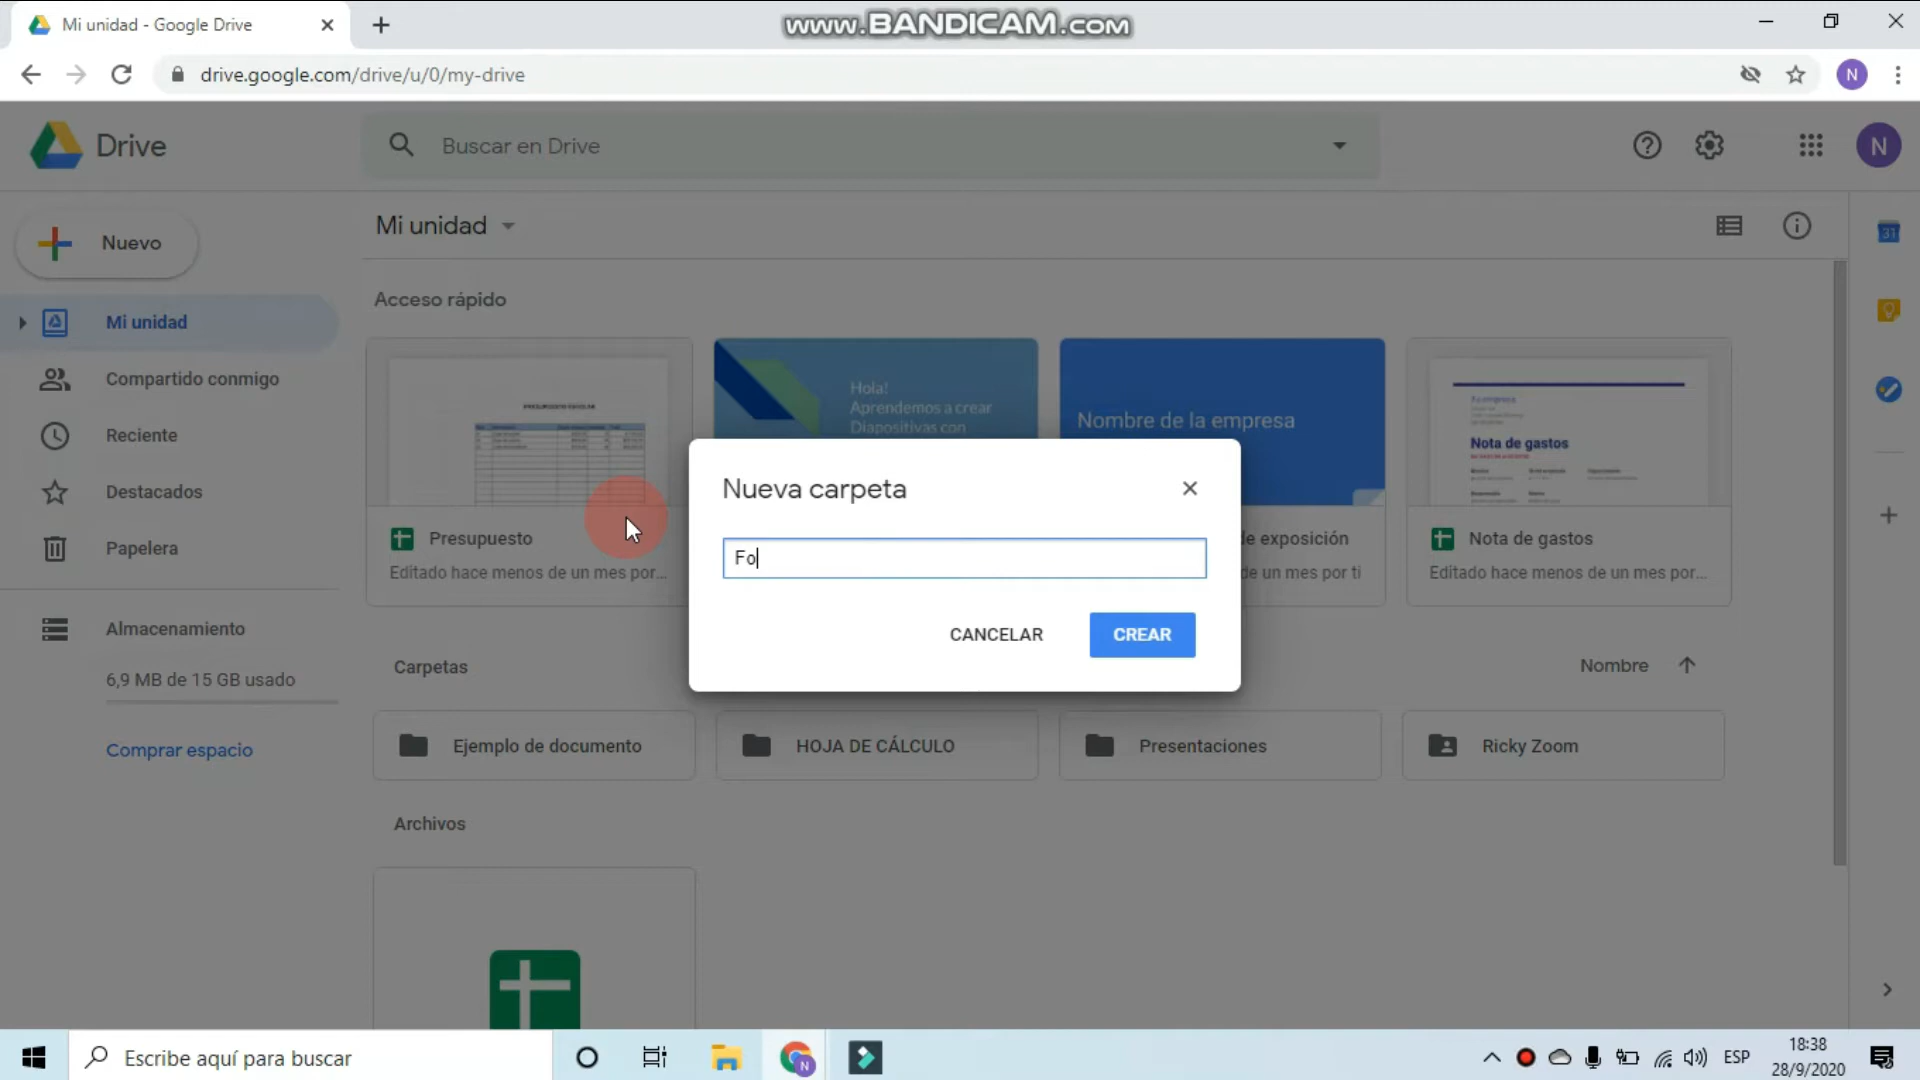 Mi unidad - Google Drive
www.BANDICAM.com
drive.google.com/drive/u/0/my-drive
N
Drive
Buscar en Drive
N
Nuevo
Mi unidad
Mi unidad
Compartido conmigo
Reciente
Destacados
Papelera
Almacenamiento
6,9 MB de 15 GB usado
Comprar espacio
Acceso rápido
PRESUPUESTO ESCOLAR
Presupuesto
Editado hace menos de un mes por...
Hola!
Aprendemos a crear
Diapositivas con
Nombre de la empresa
de exposición
de un mes por ti
Nota de gastos
Nota de gastos
Editado hace menos de un mes por...
31
Nueva carpeta
Fo
CANCELAR
CREAR
Carpetas
Nombre
Ejemplo de documento
HOJA DE CÁLCULO
Presentaciones
Ricky Zoom
Archivos
Escribe aquí para buscar
N
ESP
18:38
28/9/2020